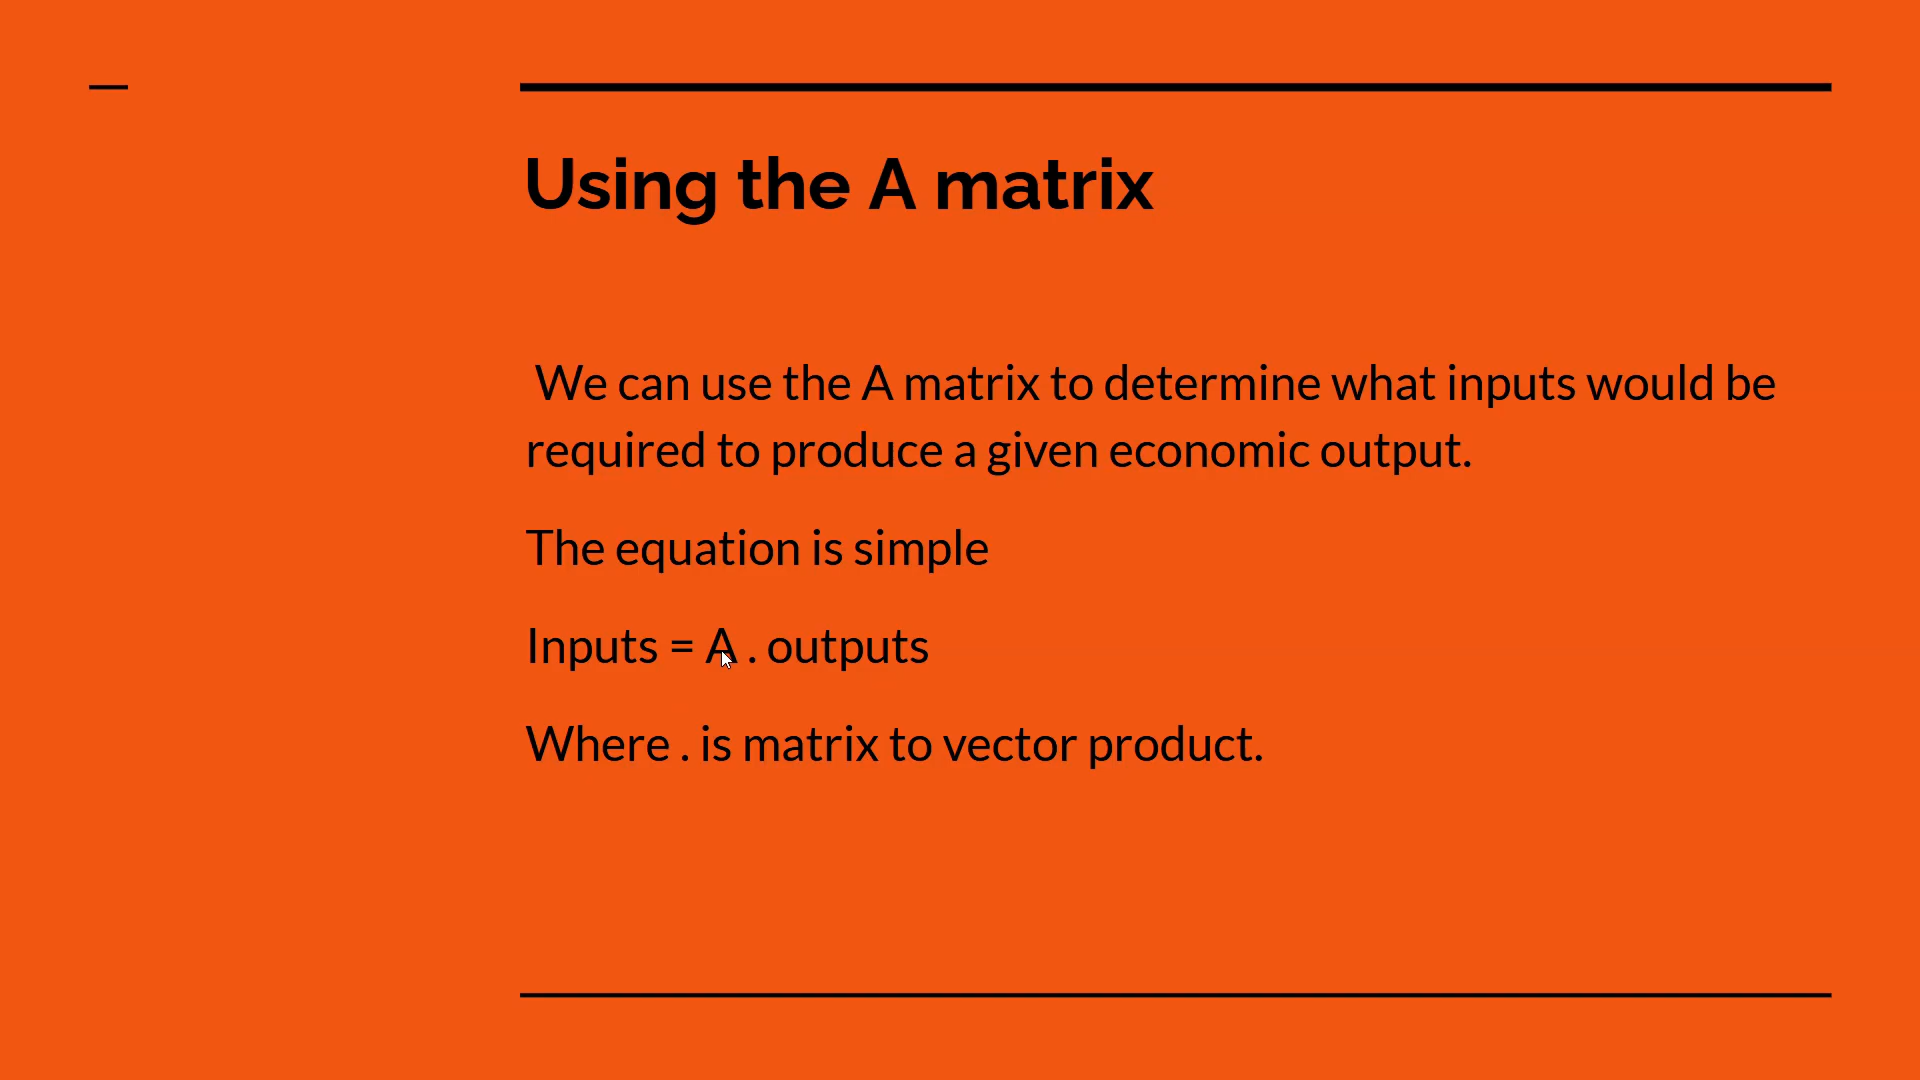 Using the A matrix
We can use the A matrix to determine what inputs would be
required to produce a given economic output.
The equation is simple
Inputs = A . outputs
Where . is matrix to vector product.